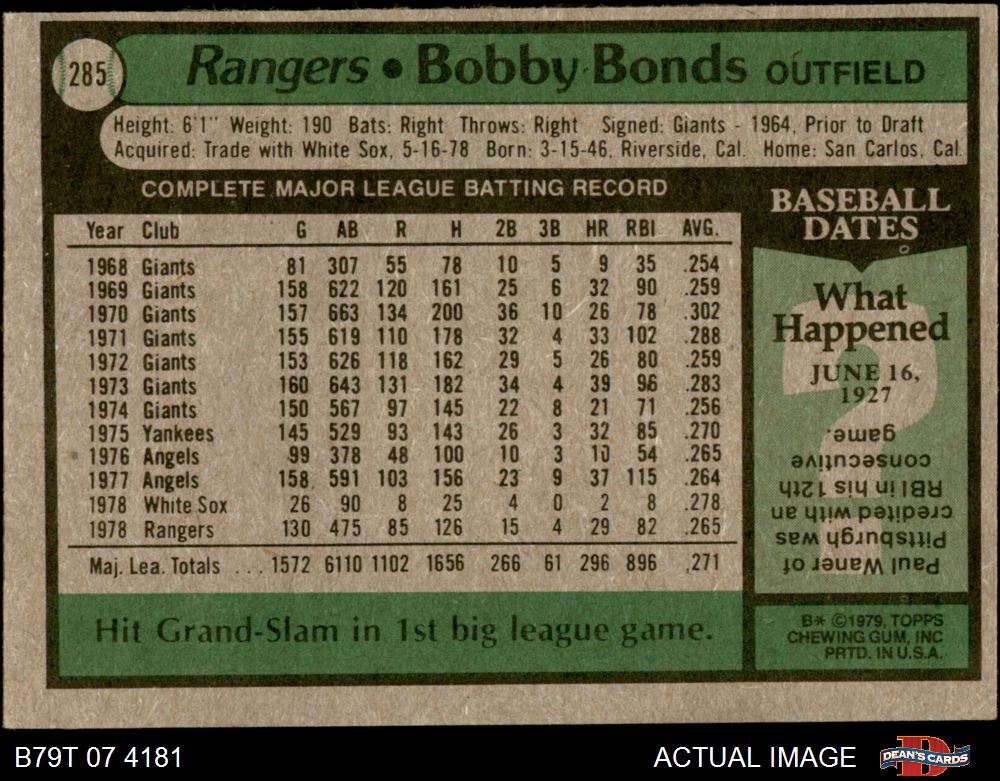 285
Rangers • Bobby Bonds OUTFIELD
Height: 6'1" Weight: 190 Bats: Right Throws: Right Signed: Giants - 1964, Prior to Draft
Acquired: Trade with White Sox, 5-16-78 Born: 3-15-46, Riverside, Cal. Home: San Carlos, Cal.
COMPLETE MAJOR LEAGUE BATTING RECORD
Year Club G AB R H 2B 3B HR RBI AVG.
1968 Giants 81 307 55 78 10 5 9 35 .254
1969 Giants 158 622 120 161 25 6 32 90 .259
1970 Giants 157 663 134 200 36 10 26 78 .302
1971 Giants 155 619 110 178 32 4 33 102 .288
1972 Giants 153 626 118 162 29 5 26 80 .259
1973 Giants 160 643 131 182 34 4 39 96 .283
1974 Giants 150 567 97 145 22 8 21 71 .256
1975 Yankees 145 529 93 143 26 3 32 85 .270
1976 Angels 99 378 48 100 10 3 10 54 .265
1977 Angels 158 591 103 156 23 9 37 115 .264
1978 White Sox 26 90 8 25 4 0 2 8 .278
1978 Rangers 130 475 85 126 15 4 29 82 .265
Maj. Lea. Totals ... 1572 6110 1102 1656 266 61 296 896 .271
Hit Grand-Slam in 1st big league game.
BASEBALL
DATES
What
Happened
JUNE 16,
1927
Paul Waner of
Pittsburgh was
credited with an
RBI in his 12th
consecutive
game
B* ©1979, TOPPS
CHEWING GUM, INC
PRTD. IN U.S.A.
B79T 07 4181
ACTUAL IMAGE
DEAN'S CARDS